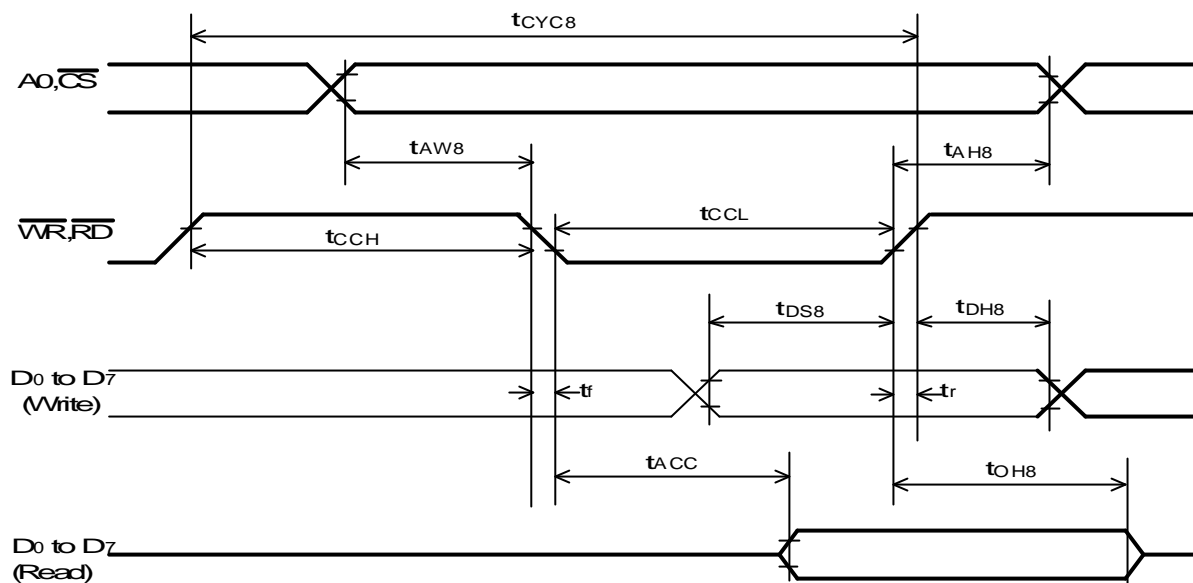 tCYC8
A0,CS
tAW8
tAH8
WR,RD
tCCL
tCCH
tDS8
tDH8
D0 to D7
(Write)
tf
tr
tACC
tOH8
D0 to D7
(Read)